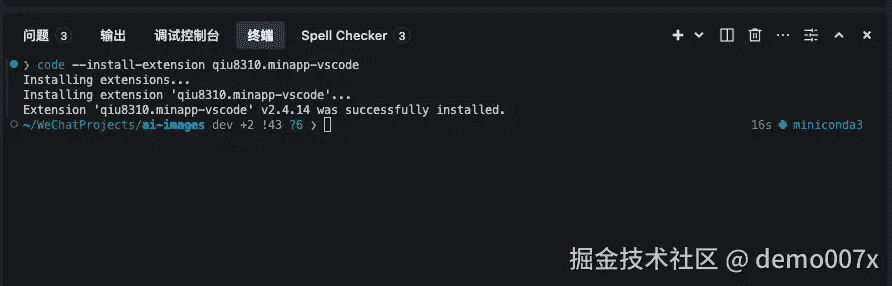 问题 3 输出 调试控制台 终端 Spell Checker 3
❯ code --install-extension qiu8310.minapp-vscode
Installing extensions...
Installing extension 'qiu8310.minapp-vscode'...
Extension 'qiu8310.minapp-vscode' v2.4.14 was successfully installed.
~/WeChatProjects/ai-images dev +2 !43 ?6 ❯ 16s miniconda3
掘金技术社区 @ demo007x